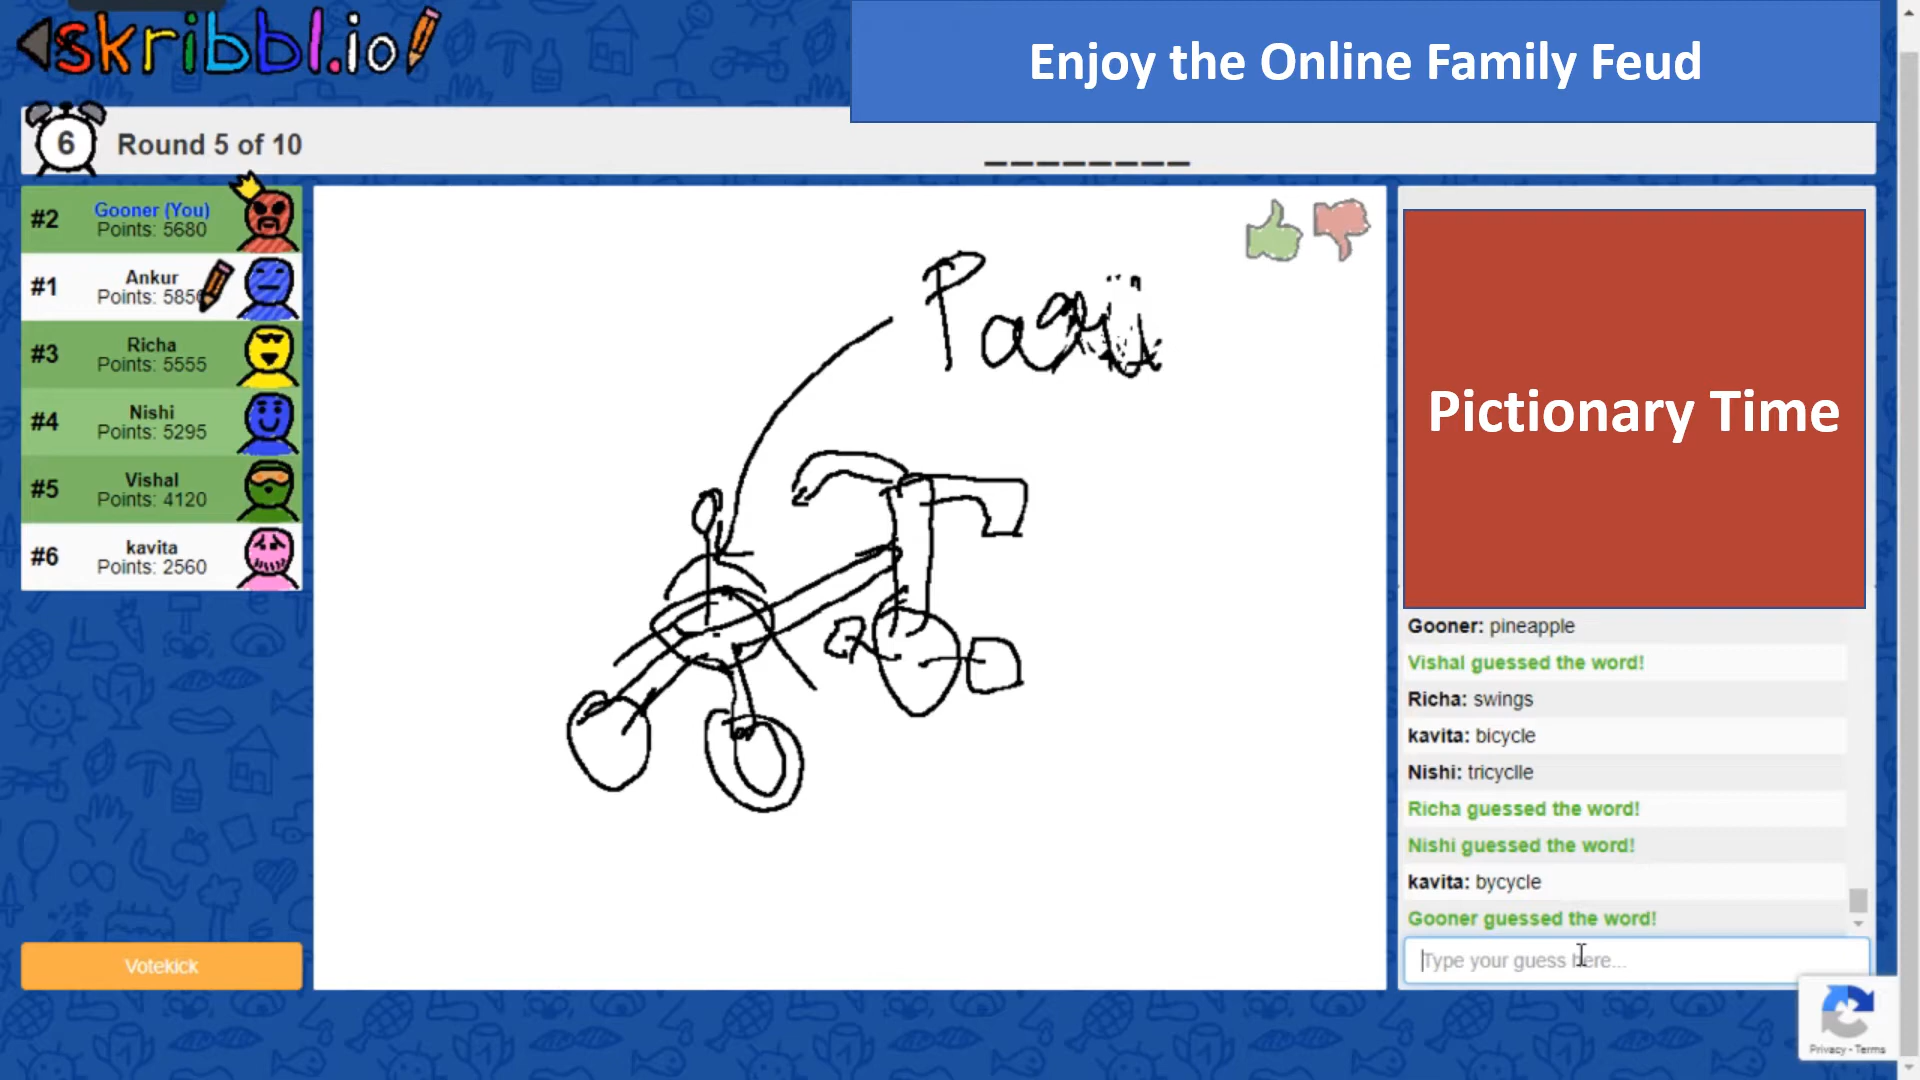 skribbl.io
Enjoy the Online Family Feud
6
Round 5 of 10
________
#2
Gooner (You)
Points: 5680
#1
Ankur
Points: 5850
#3
Richa
Points: 5555
#4
Nishi
Points: 5295
#5
Vishal
Points: 4120
#6
kavita
Points: 2560
Votekick
Pictionary Time
Gooner: pineapple
Vishal guessed the word!
Richa: swings
kavita: bicycle
Nishi: tricyclle
Richa guessed the word!
Nishi guessed the word!
kavita: bycycle
Gooner guessed the word!
Type your guess here...
Privacy - Terms